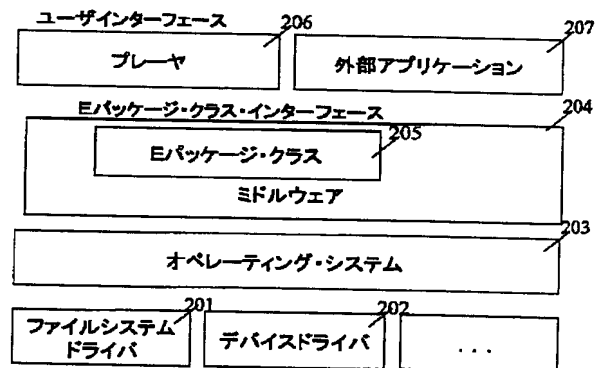 ユーザインターフェース
206
207
プレーヤ
外部アプリケーション
Eパッケージ・クラス・インターフェース
204
205
Eパッケージ・クラス
ミドルウェア
203
オペレーティング・システム
201
202
ファイルシステム
ドライバ
デバイスドライバ
...